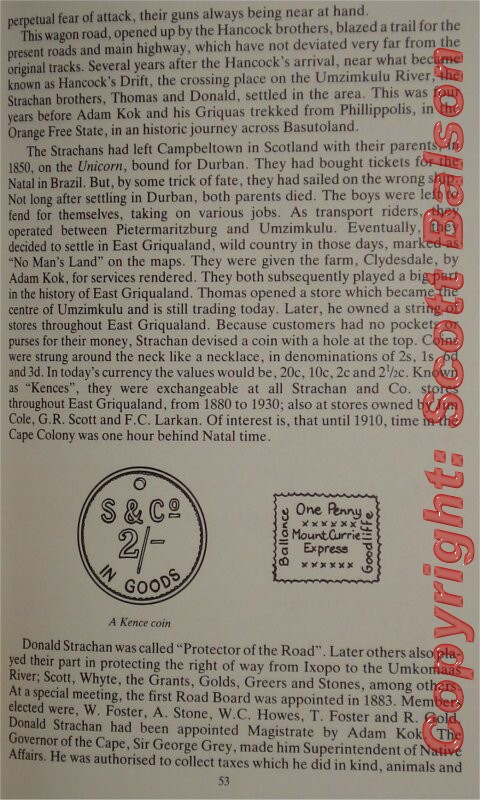 perpetual fear of attack, their guns always being near at hand.
This wagon road, opened up by the Hancock brothers, blazed a trail for the
present roads and main highway, which have not deviated very far from the
original tracks. Several years after the Hancock's arrival, near what became
known as Hancock's Drift, the crossing place on the Umzimkulu River, the
Strachan brothers, Thomas and Donald, settled in the area. This was four
years before Adam Kok and his Griquas trekked from Phillippolis, in the
Orange Free State, in an historic journey across Basutoland.
The Strachans had left Campbeltown in Scotland with their parents, in
1850, on the Unicorn, bound for Durban. They had bought tickets for the
Natal in Brazil. But, by some trick of fate, they had sailed on the wrong ship.
Not long after settling in Durban, both parents died. The boys were left to
fend for themselves, taking on various jobs. As transport riders, they
operated between Pietermaritzburg and Umzimkulu. Eventually, they
decided to settle in East Griqualand, wild country in those days, marked as
"No Man's Land" on the maps. They were given the farm, Clydesdale, by
Adam Kok, for services rendered. They both subsequently played a big part
in the history of East Griqualand. Thomas opened a store which became the
centre of Umzimkulu and is still trading today. Later, he owned a string of
stores throughout East Griqualand. Because customers had no pockets or
purses for their money, Strachan devised a coin with a hole at the top. Coins
were strung around the neck like a necklace, in denominations of 2s, 1s, 6d
and 3d. In today's currency the values would be, 20c, 10c, 2c and 2½c. Known
as "Kences", they were exchangeable at all Strachan and Co. stores
throughout East Griqualand, from 1880 to 1930; also at stores owned by Jim
Cole, G.R. Scott and F.C. Larkan. Of interest is, that until 1910, time in the
Cape Colony was one hour behind Natal time.
S & Co
2/-
IN GOODS
Ballance
One Penny
xxxxxx
Mount Currie
Express
xxxxxx
Goodliffe
A Kence coin
Donald Strachan was called "Protector of the Road". Later others also pla-
yed their part in protecting the right of way from Ixopo to the Umkomaas
River; Scott, Whyte, the Grants, Golds, Greers and Stones, among others.
At a special meeting, the first Road Board was appointed in 1883. Members
elected were, W. Foster, A. Stone, W.C. Howes, T. Foster and R. Gold.
Donald Strachan had been appointed Magistrate by Adam Kok. The
Governor of the Cape, Sir George Grey, made him Superintendent of Native
Affairs. He was authorised to collect taxes which he did in kind, animals and
53
Copyright: Scott Balson